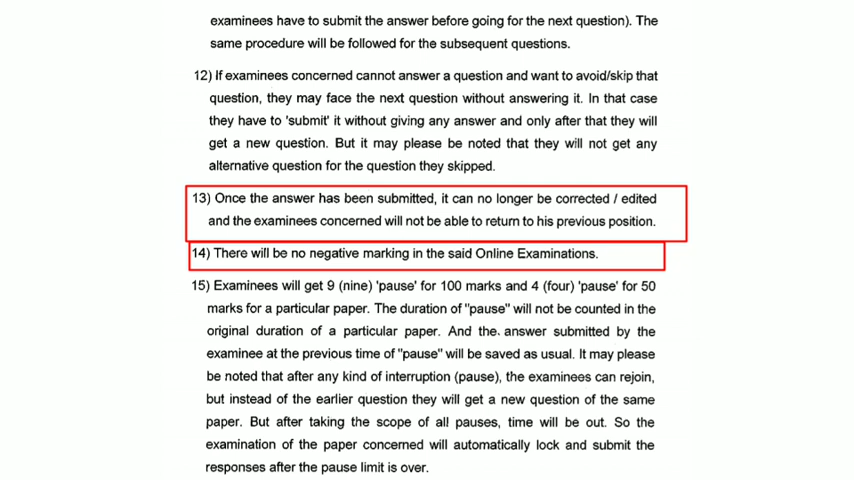 examinees have to submit the answer before going for the next question). The
same procedure will be followed for the subsequent questions.
12) If examinees concerned cannot answer a question and want to avoid/skip that
question, they may face the next question without answering it. In that case
they have to 'submit' it without giving any answer and only after that they will
get a new question. But it may please be noted that they will not get any
alternative question for the question they skipped.
13) Once the answer has been submitted, it can no longer be corrected / edited
and the examinees concerned will not be able to return to his previous position.
14) There will be no negative marking in the said Online Examinations.
15) Examinees will get 9 (nine) 'pause' for 100 marks and 4 (four) 'pause' for 50
marks for a particular paper. The duration of "pause" will not be counted in the
original duration of a particular paper. And the answer submitted by the
examinee at the previous time of "pause" will be saved as usual. It may please
be noted that after any kind of interruption (pause), the examinees can rejoin,
but instead of the earlier question they will get a new question of the same
paper. But after taking the scope of all pauses, time will be out. So the
examination of the paper concerned will automatically lock and submit the
responses after the pause limit is over.